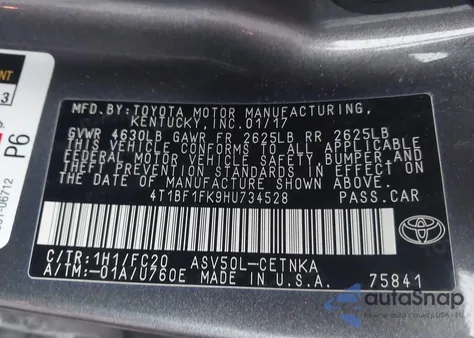 MFD.BY:TOYOTA MOTOR MANUFACTURING,
KENTUCKY, INC.01/17
GVWR 4630LB GAWR FR 2625LB RR 2625LB
THIS VEHICLE CONFORMS TO ALL APPLICABLE
FEDERAL MOTOR VEHICLE SAFETY, BUMPER, AND
THEFT PREVENTION STANDARDS IN EFFECT ON
THE DATE OF MANUFACTURE SHOWN ABOVE.
4T1BF1FK9HU734528 PASS.CAR
C/TR:1H1/FC20 ASV50L-CETNKA
A/TM:-01A/U760E MADE IN U.S.A. 75841
TOYOTA
P6
3
autoSnap